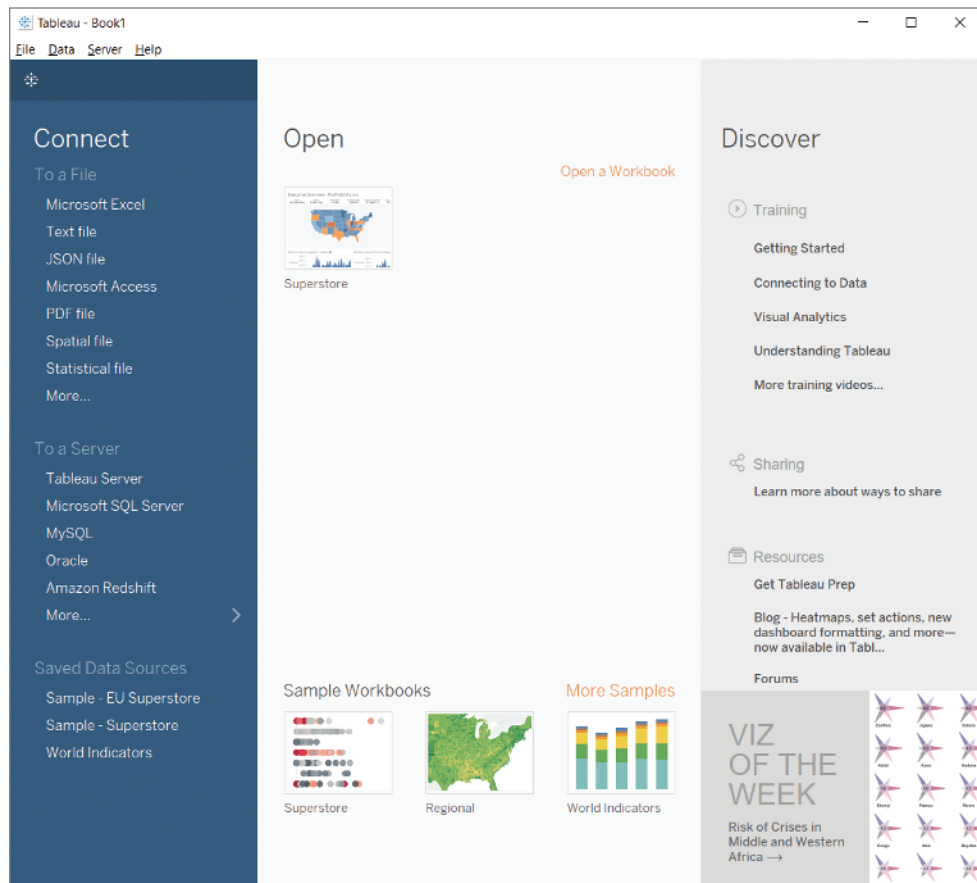 Tableau - Book1
File Data Server Help
Connect
To a File
Microsoft Excel
Text file
JSON file
Microsoft Access
PDF file
Spatial file
Statistical file
More...
To a Server
Tableau Server
Microsoft SQL Server
MySQL
Oracle
Amazon Redshift
More...
Saved Data Sources
Sample - EU Superstore
Sample - Superstore
World Indicators
Open
Open a Workbook
Superstore
Sample Workbooks
More Samples
Superstore
Regional
World Indicators
Discover
Training
Getting Started
Connecting to Data
Visual Analytics
Understanding Tableau
More training videos...
Sharing
Learn more about ways to share
Resources
Get Tableau Prep
Blog - Heatmaps, set actions, new
dashboard formatting, and more—
now available in Tabl...
Forums
VIZ
OF THE
WEEK
Risk of Crises in
Middle and Western
Africa →